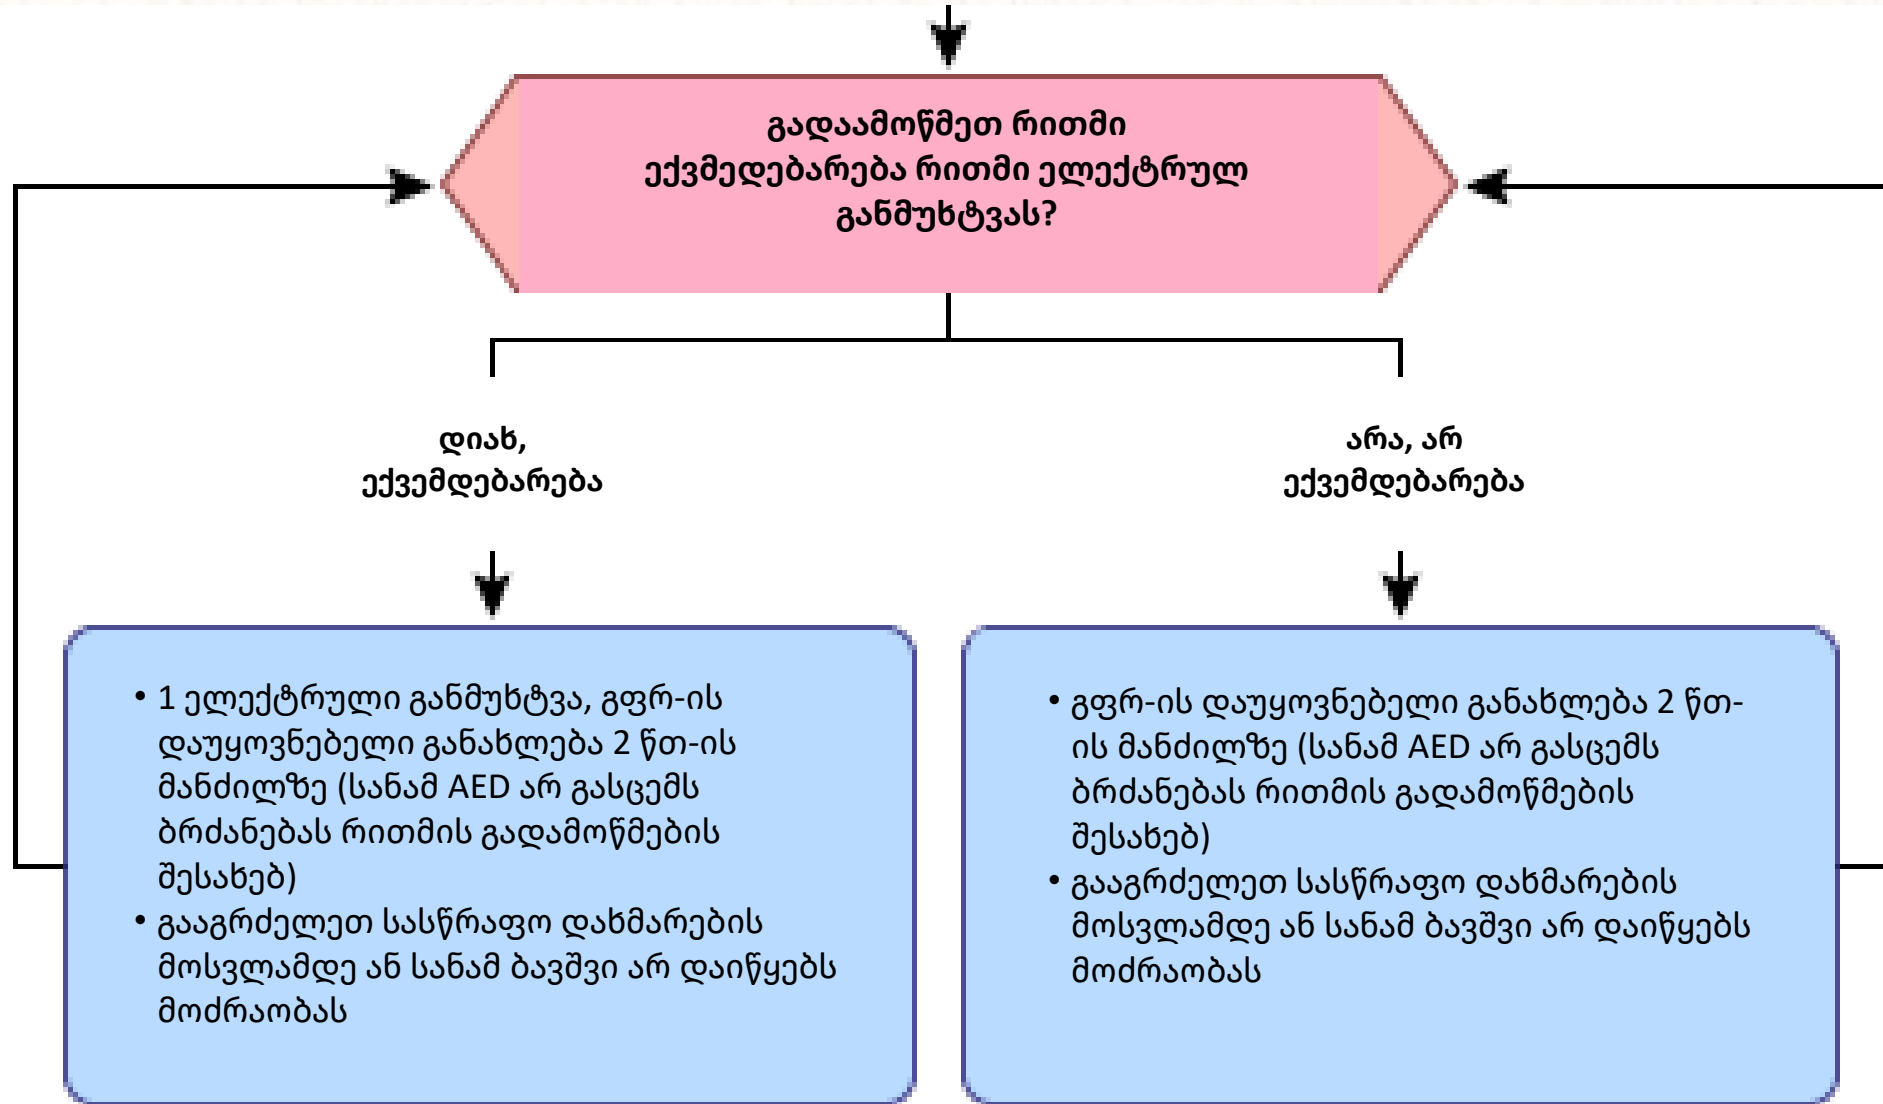 გადაამოწმეთ რითმი
ექვმედებარება რითმი ელექტრულ
განმუხტვას?
დიახ,
ექვემდებარება
არა, არ
ექვემდებარება
• 1 ელექტრული განმუხტვა, გფრ-ის
დაუყოვნებელი განახლება 2 წთ-ის
მანძილზე (სანამ AED არ გასცემს
ბრძანებას რითმის გადამოწმების
შესახებ)
• გააგრძელეთ სასწრაფო დახმარების
მოსვლამდე ან სანამ ბავშვი არ დაიწყებს
მოძრაობას
• გფრ-ის დაუყოვნებელი განახლება 2 წთ-
ის მანძილზე (სანამ AED არ გასცემს
ბრძანებას რითმის გადამოწმების
შესახებ)
• გააგრძელეთ სასწრაფო დახმარების
მოსვლამდე ან სანამ ბავშვი არ დაიწყებს
მოძრაობას